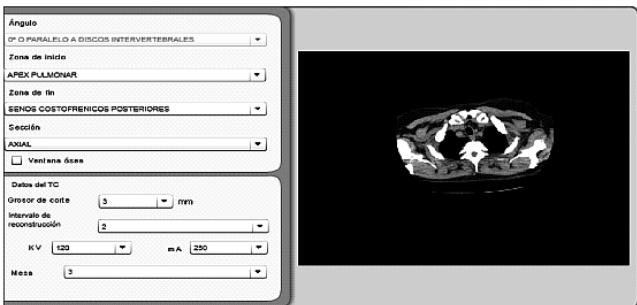 Ángulo
0º O PARALELO A DISCOS INTERVERTEBRALES
Zona de inicio
APEX PULMONAR
Zona de fin
SENOS COSTOFRENICOS POSTERIORES
Sección
AXIAL
Ventana ósea
Datos del TC
Grosor de corte 3 mm
Intervalo de
reconstrucción 2
KV 120 mA 250
Mesa 3